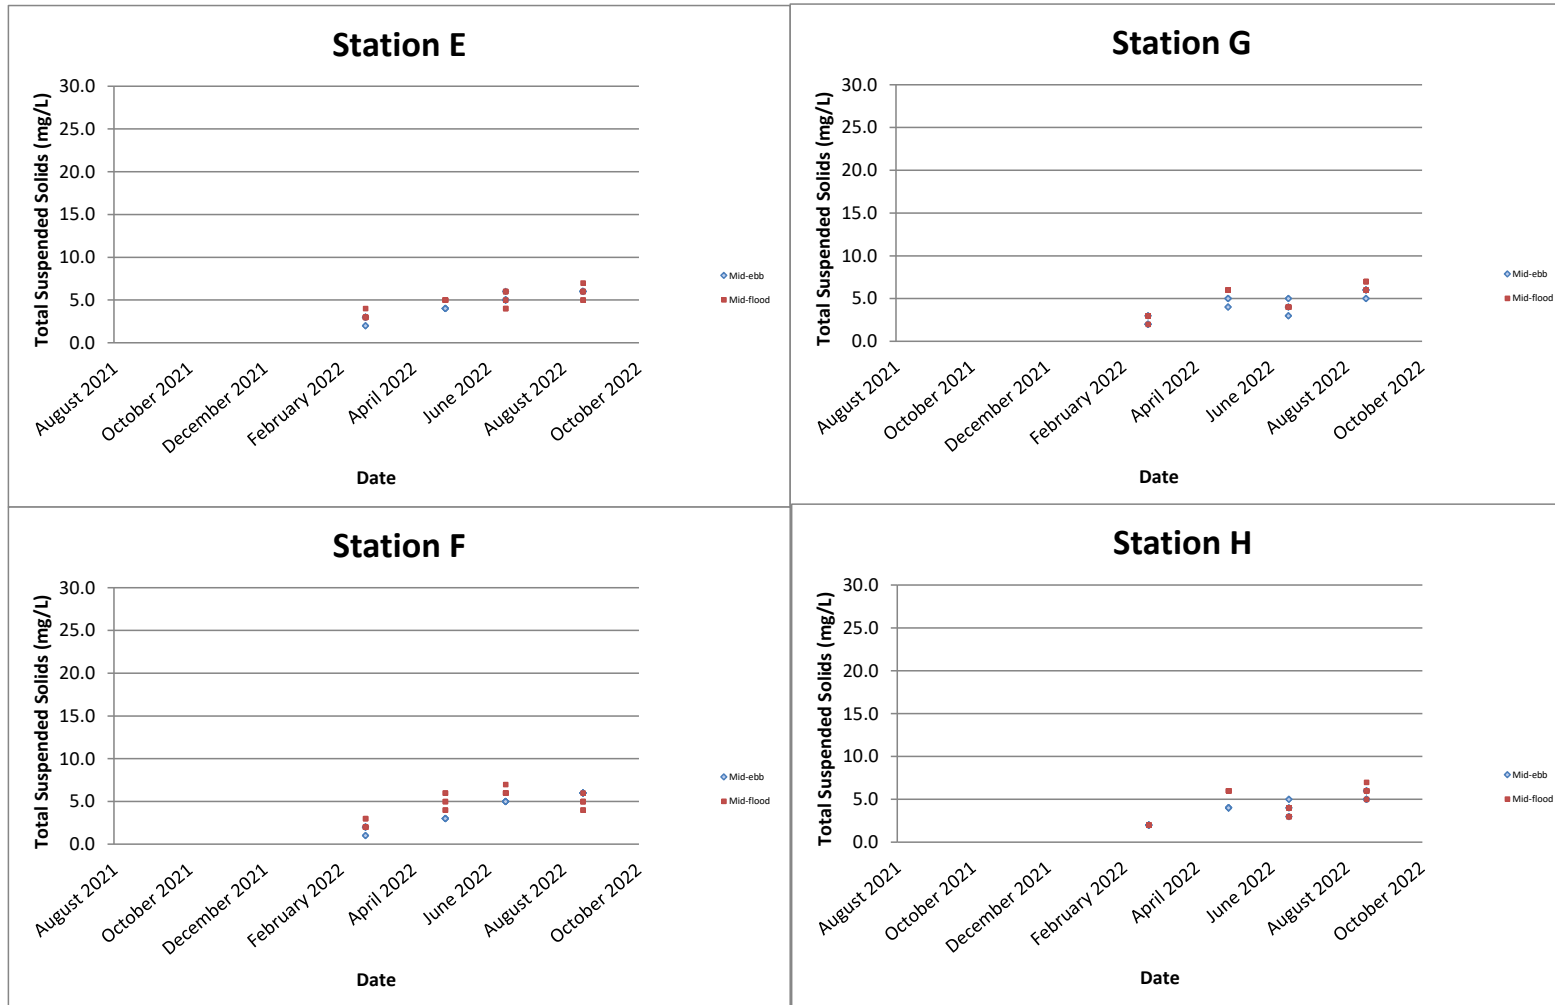 Station E
Total Suspended Solids (mg/L)
30.0
25.0
20.0
15.0
10.0
5.0
0.0
August 2021
October 2021
December 2021
February 2022
April 2022
June 2022
August 2022
October 2022
Date
Mid-ebb
Mid-flood
Station G
Total Suspended Solids (mg/L)
30.0
25.0
20.0
15.0
10.0
5.0
0.0
August 2021
October 2021
December 2021
February 2022
April 2022
June 2022
August 2022
October 2022
Date
Mid-ebb
Mid-flood
Station F
Total Suspended Solids (mg/L)
30.0
25.0
20.0
15.0
10.0
5.0
0.0
August 2021
October 2021
December 2021
February 2022
April 2022
June 2022
August 2022
October 2022
Date
Mid-ebb
Mid-flood
Station H
Total Suspended Solids (mg/L)
30.0
25.0
20.0
15.0
10.0
5.0
0.0
August 2021
October 2021
December 2021
February 2022
April 2022
June 2022
August 2022
October 2022
Date
Mid-ebb
Mid-flood